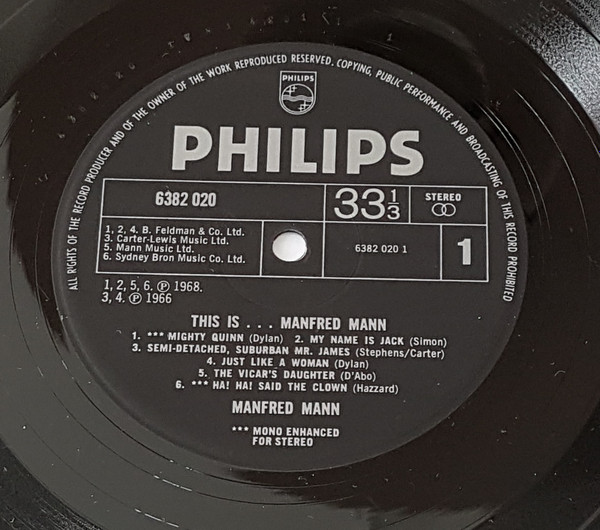 ALL RIGHTS OF THE RECORD PRODUCER AND OF THE OWNER OF THE WORK REPRODUCED RESERVED. COPYING, PUBLIC PERFORMANCE AND BROADCASTING OF THIS RECORD PROHIBITED
PHILIPS
PHILIPS
6382 020
33 1/3
STEREO
1, 2, 4. B. Feldman & Co. Ltd.
3. Carter-Lewis Music Ltd.
5. Mann Music Ltd.
6. Sydney Bron Music Co. Ltd.
6382 020 1
1
1, 2, 5, 6. ℗ 1968.
3, 4. ℗ 1966
THIS IS . . . MANFRED MANN
1. *** MIGHTY QUINN (Dylan) 2. MY NAME IS JACK (Simon)
3. SEMI-DETACHED, SUBURBAN MR. JAMES (Stephens/Carter)
4. JUST LIKE A WOMAN (Dylan)
5. THE VICAR'S DAUGHTER (D'Abo)
6. *** HA! HA! SAID THE CLOWN (Hazzard)
MANFRED MANN
*** MONO ENHANCED
FOR STEREO